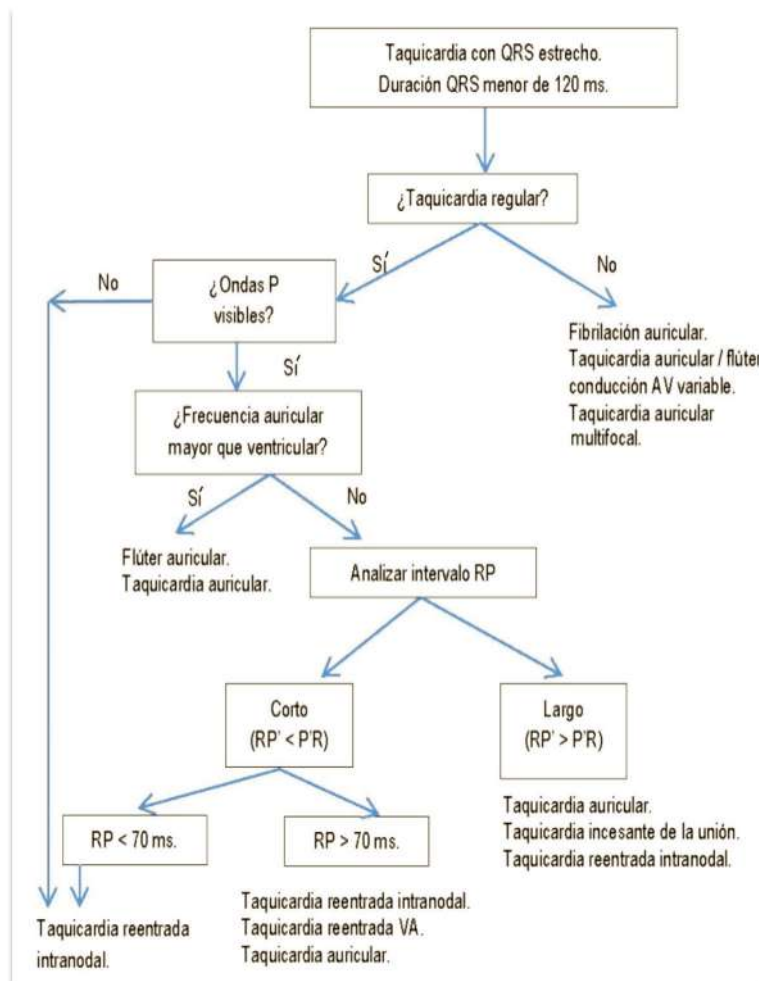 Taquicardia con QRS estrecho.
Duración QRS menor de 120 ms.
¿Taquicardia regular?
Sí
No
No
¿Ondas P
visibles?
Fibrilación auricular.
Taquicardia auricular / flúter
conducción AV variable.
Taquicardia auricular
multifocal.
Sí
¿Frecuencia auricular
mayor que ventricular?
Sí
No
Flúter auricular.
Taquicardia auricular.
Analizar intervalo RP
Corto
(RP' < P'R)
Largo
(RP' > P'R)
Taquicardia auricular.
Taquicardia incesante de la unión.
Taquicardia reentrada intranodal.
RP < 70 ms.
RP > 70 ms.
Taquicardia reentrada
intranodal.
Taquicardia reentrada intranodal.
Taquicardia reentrada VA.
Taquicardia auricular.